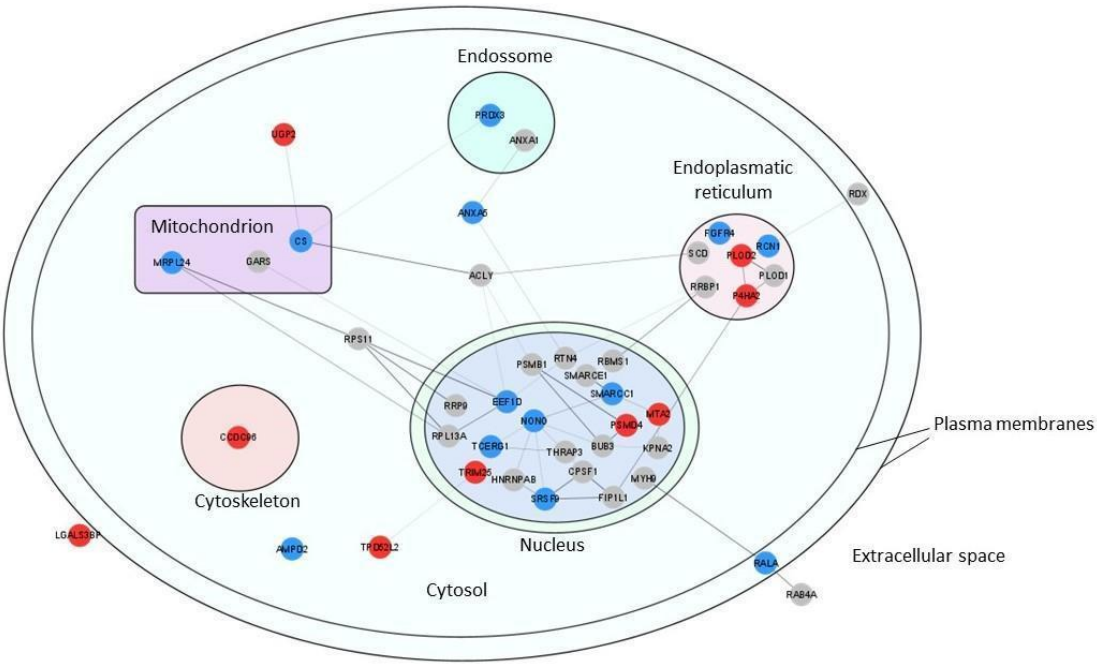 Endossome
PRDX3
ANXA1
UGP2
Endoplasmatic
reticulum
RDX
ANXA5
Mitochondrion
CS
MRPL24
GARS
FGFR4
RCN1
SCD
PLOD2
PLOD1
RRBP1
P4HA2
ACLY
RPS11
PSMB1
RTN4
RBMS1
SMARCE1
SMARCC1
EEF1D
RRP9
MTA2
NONO
PSMD4
RPL13A
TCERG1
BUB3
KPNA2
THRAP3
TRIM25
HNRNPAB
CPSF1
MYH9
SRSF9
FIP1L1
Nucleus
CCDC96
Cytoskeleton
Plasma membranes
LGALS3BP
AMPD2
TPD52L2
Cytosol
Extracellular space
RALA
RAB4A